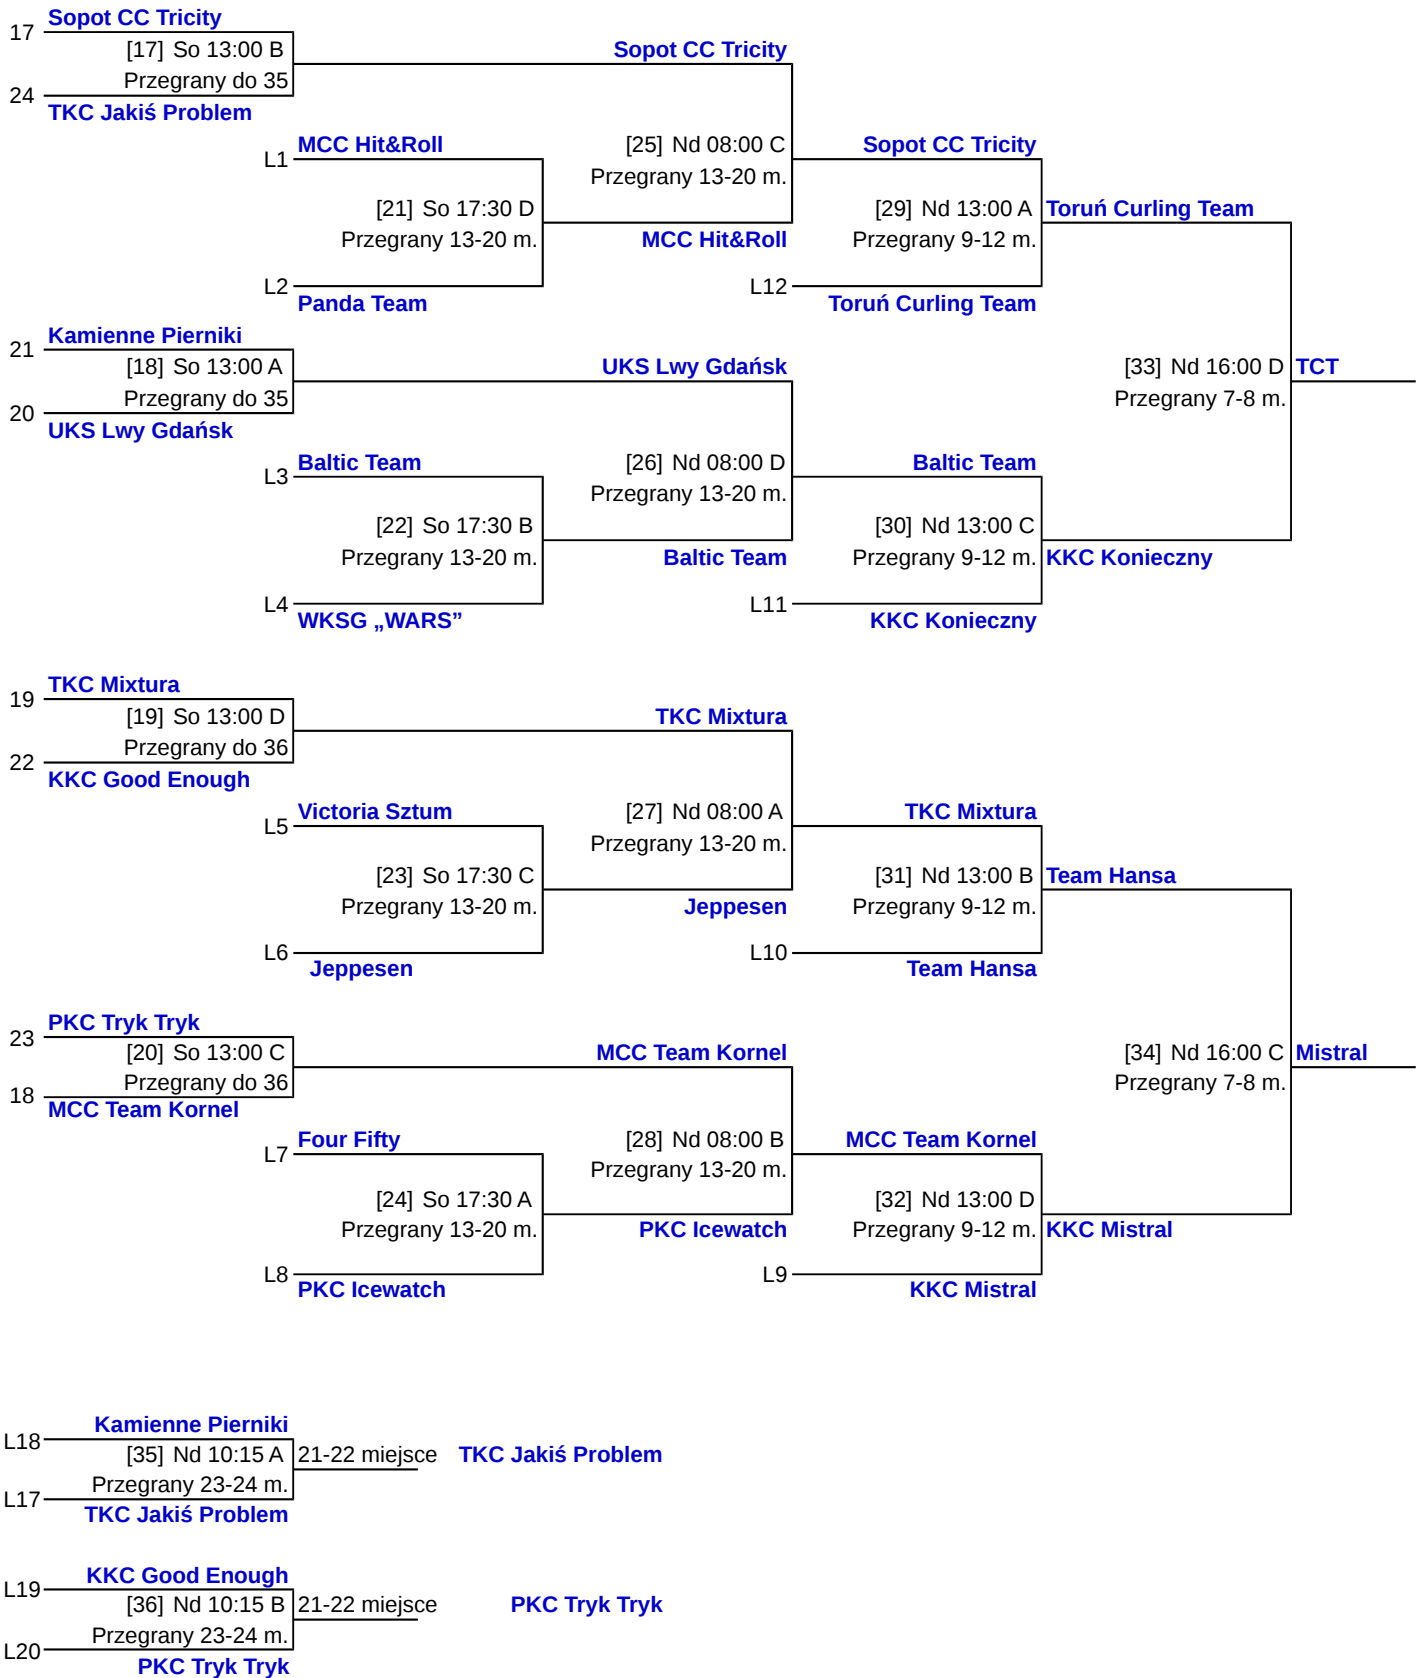 Sopot CC Tricity
17
[17] So 13:00 B
Przegrany do 35
24
TKC Jakiś Problem
Sopot CC Tricity
L1
MCC Hit&Roll
[21] So 17:30 D
Przegrany 13-20 m.
L2
Panda Team
[25] Nd 08:00 C
Przegrany 13-20 m.
MCC Hit&Roll
Sopot CC Tricity
[29] Nd 13:00 A
Przegrany 9-12 m.
L12
Toruń Curling Team
Toruń Curling Team
Kamienne Pierniki
21
[18] So 13:00 A
Przegrany do 35
20
UKS Lwy Gdańsk
UKS Lwy Gdańsk
L3
Baltic Team
[22] So 17:30 B
Przegrany 13-20 m.
L4
WKSG „WARS”
[26] Nd 08:00 D
Przegrany 13-20 m.
Baltic Team
Baltic Team
[30] Nd 13:00 C
Przegrany 9-12 m.
L11
KKC Konieczny
KKC Konieczny
[33] Nd 16:00 D
Przegrany 7-8 m.
TCT
TKC Mixtura
19
[19] So 13:00 D
Przegrany do 36
22
KKC Good Enough
TKC Mixtura
L5
Victoria Sztum
[23] So 17:30 C
Przegrany 13-20 m.
L6
Jeppesen
[27] Nd 08:00 A
Przegrany 13-20 m.
Jeppesen
TKC Mixtura
[31] Nd 13:00 B
Przegrany 9-12 m.
L10
Team Hansa
Team Hansa
PKC Tryk Tryk
23
[20] So 13:00 C
Przegrany do 36
18
MCC Team Kornel
MCC Team Kornel
L7
Four Fifty
[24] So 17:30 A
Przegrany 13-20 m.
L8
PKC Icewatch
[28] Nd 08:00 B
Przegrany 13-20 m.
PKC Icewatch
MCC Team Kornel
[32] Nd 13:00 D
Przegrany 9-12 m.
L9
KKC Mistral
KKC Mistral
[34] Nd 16:00 C
Przegrany 7-8 m.
Mistral
Kamienne Pierniki
L18
[35] Nd 10:15 A
Przegrany 23-24 m.
L17
TKC Jakiś Problem
21-22 miejsce
TKC Jakiś Problem
KKC Good Enough
L19
[36] Nd 10:15 B
Przegrany 23-24 m.
L20
PKC Tryk Tryk
21-22 miejsce
PKC Tryk Tryk